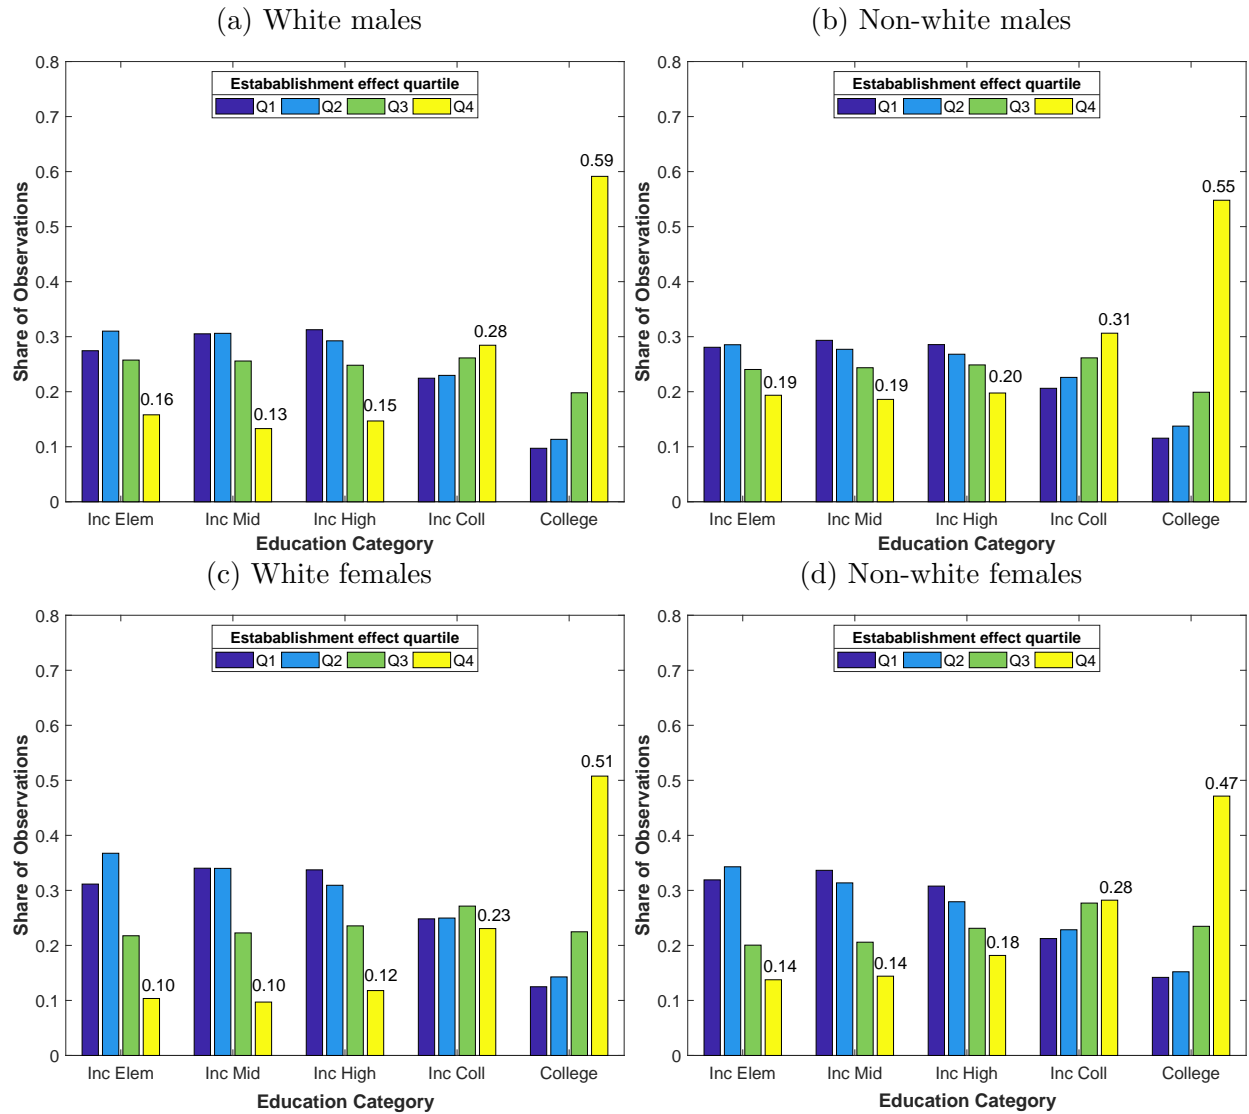 (a) White males
Estabablishment effect quartile
Q1 Q2 Q3 Q4
Share of Observations
0.8
0.7
0.6
0.5
0.4
0.3
0.2
0.1
0
0.16
0.13
0.15
0.28
0.59
Inc Elem Inc Mid Inc High Inc Coll College
Education Category
(b) Non-white males
Estabablishment effect quartile
Q1 Q2 Q3 Q4
Share of Observations
0.8
0.7
0.6
0.5
0.4
0.3
0.2
0.1
0
0.19
0.19
0.20
0.31
0.55
Inc Elem Inc Mid Inc High Inc Coll College
Education Category
(c) White females
Estabablishment effect quartile
Q1 Q2 Q3 Q4
Share of Observations
0.8
0.7
0.6
0.5
0.4
0.3
0.2
0.1
0
0.10
0.10
0.12
0.23
0.51
Inc Elem Inc Mid Inc High Inc Coll College
Education Category
(d) Non-white females
Estabablishment effect quartile
Q1 Q2 Q3 Q4
Share of Observations
0.8
0.7
0.6
0.5
0.4
0.3
0.2
0.1
0
0.14
0.14
0.18
0.28
0.47
Inc Elem Inc Mid Inc High Inc Coll College
Education Category